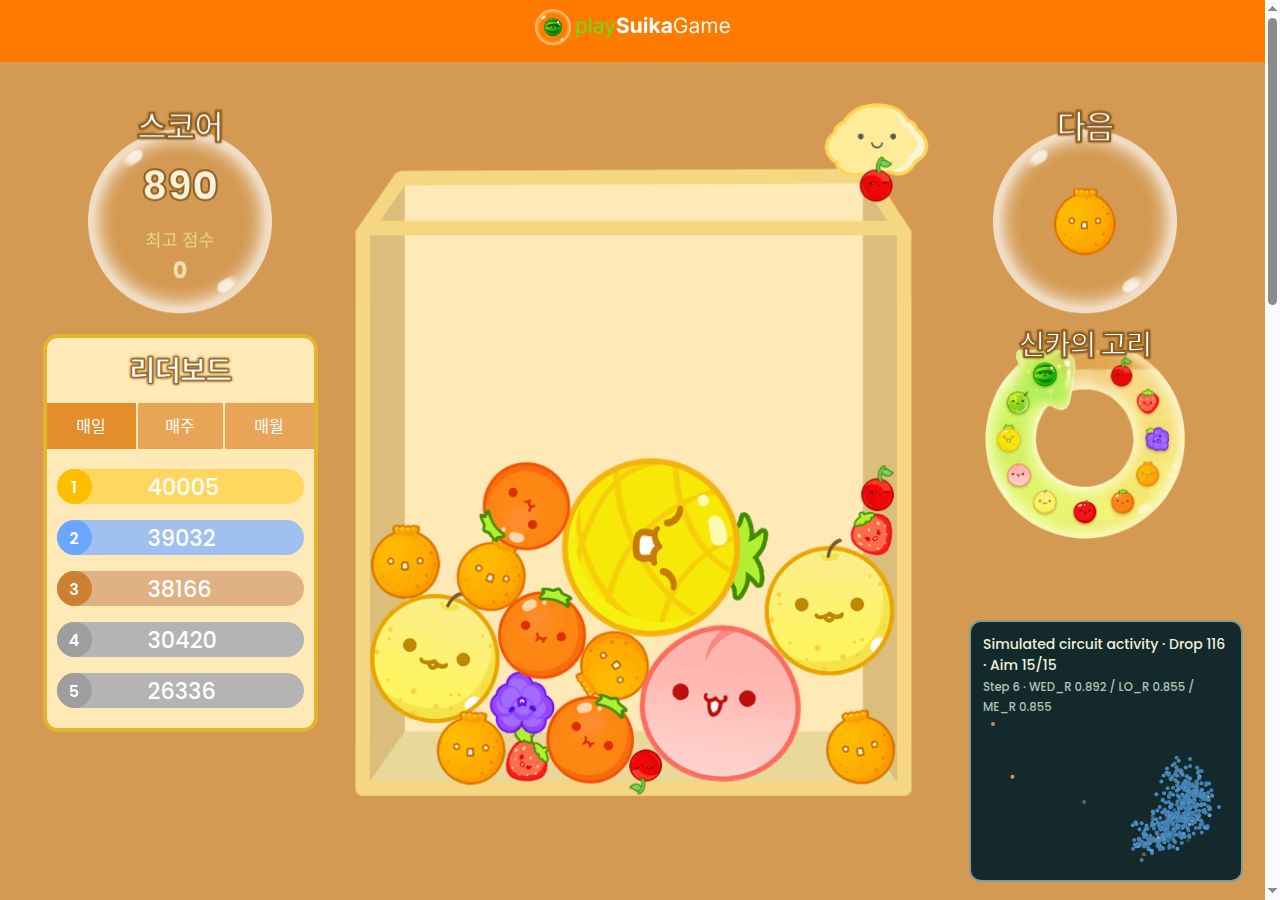 playSuikaGame
스코어
890
최고 점수
0
다음
리더보드
매일 매주 매월
1 40005
2 39032
3 38166
4 30420
5 26336
신카의 고리
Simulated circuit activity · Drop 116
· Aim 15/15
Step 6 · WED_R 0.892 / LO_R 0.855 /
ME_R 0.855